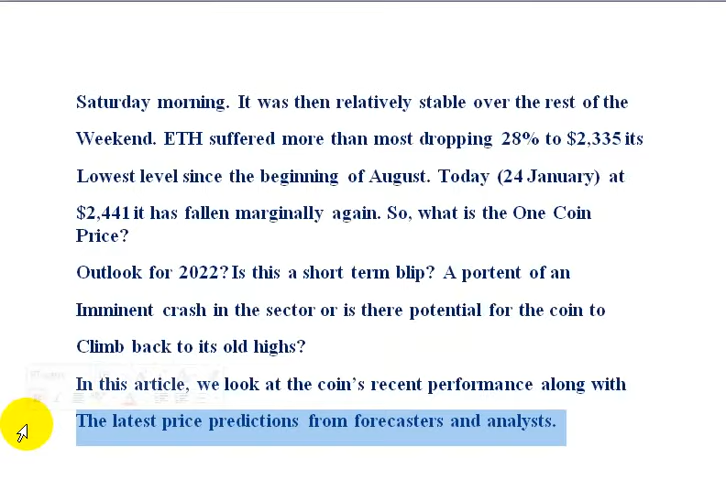 Saturday morning. It was then relatively stable over the rest of the
Weekend. ETH suffered more than most dropping 28% to $2,335 its
Lowest level since the beginning of August. Today (24 January) at
$2,441 it has fallen marginally again. So, what is the One Coin
Price?
Outlook for 2022? Is this a short term blip? A portent of an
Imminent crash in the sector or is there potential for the coin to
Climb back to its old highs?
In this article, we look at the coin's recent performance along with
The latest price predictions from forecasters and analysts.